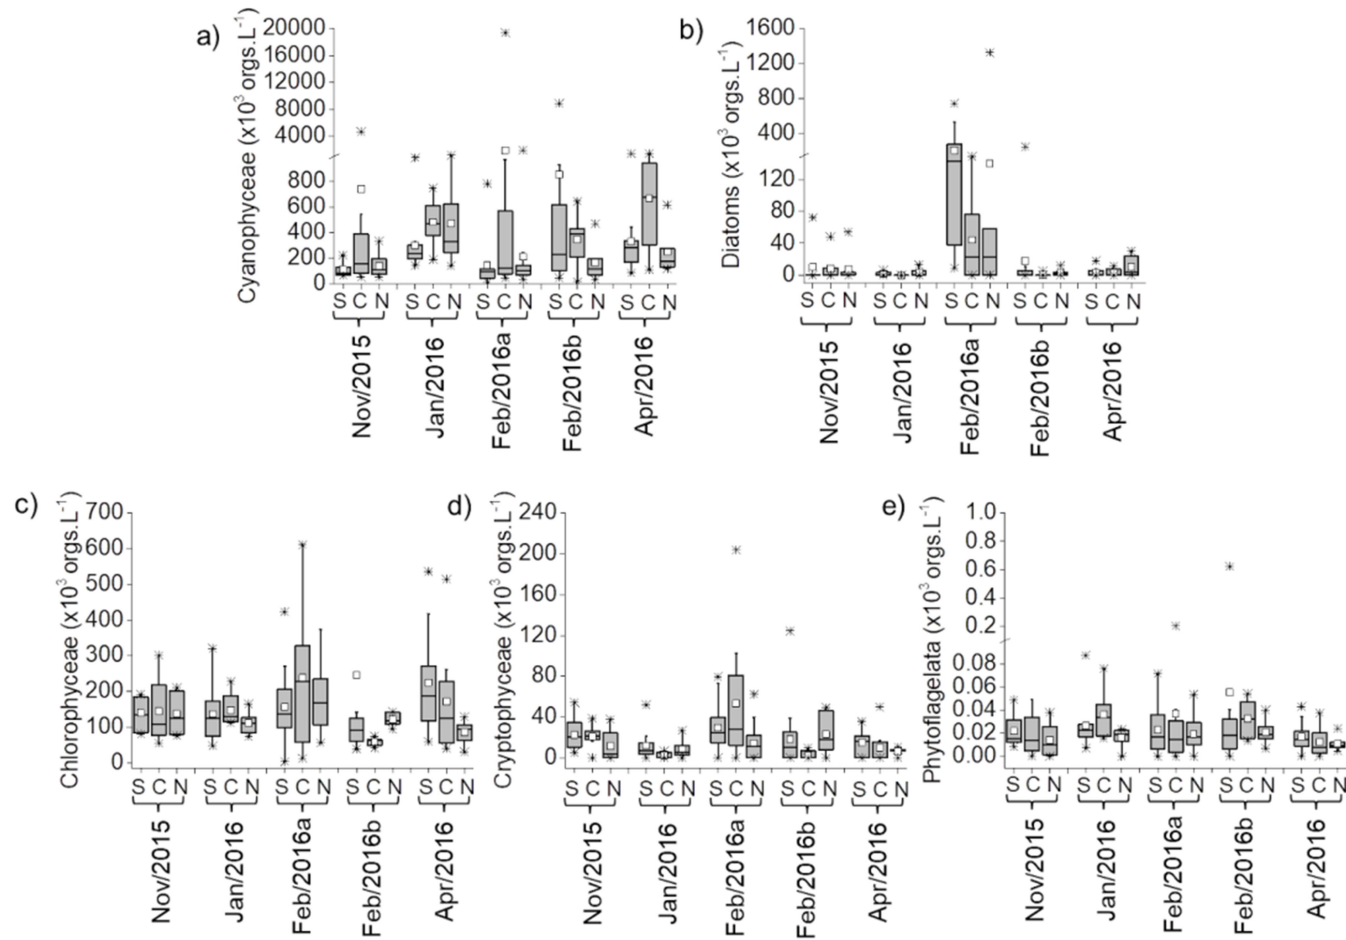 a)
Cyanophyceae (x10³ orgs.L⁻¹)
20000
18000
16000
14000
12000
10000
8000
6000
4000
800
600
400
200
0
S C N S C N S C N S C N S C N
Nov/2015
Jan/2016
Feb/2016a
Feb/2016b
Apr/2016
b)
Diatoms (x10³ orgs.L⁻¹)
1600
1200
800
400
120
80
40
0
S C N S C N S C N S C N S C N
Nov/2015
Jan/2016
Feb/2016a
Feb/2016b
Apr/2016
c)
Chlorophyceae (x10³ orgs.L⁻¹)
700
600
500
400
300
200
100
0
S C N S C N S C N S C N S C N
Nov/2015
Jan/2016
Feb/2016a
Feb/2016b
Apr/2016
d)
Cryptophyceae (x10³ orgs.L⁻¹)
240
200
160
120
80
40
0
S C N S C N S C N S C N S C N
Nov/2015
Jan/2016
Feb/2016a
Feb/2016b
Apr/2016
e)
Phytoflagelata (x10³ orgs.L⁻¹)
1.0
0.8
0.6
0.4
0.2
0.08
0.06
0.04
0.02
0.00
S C N S C N S C N S C N S C N
Nov/2015
Jan/2016
Feb/2016a
Feb/2016b
Apr/2016